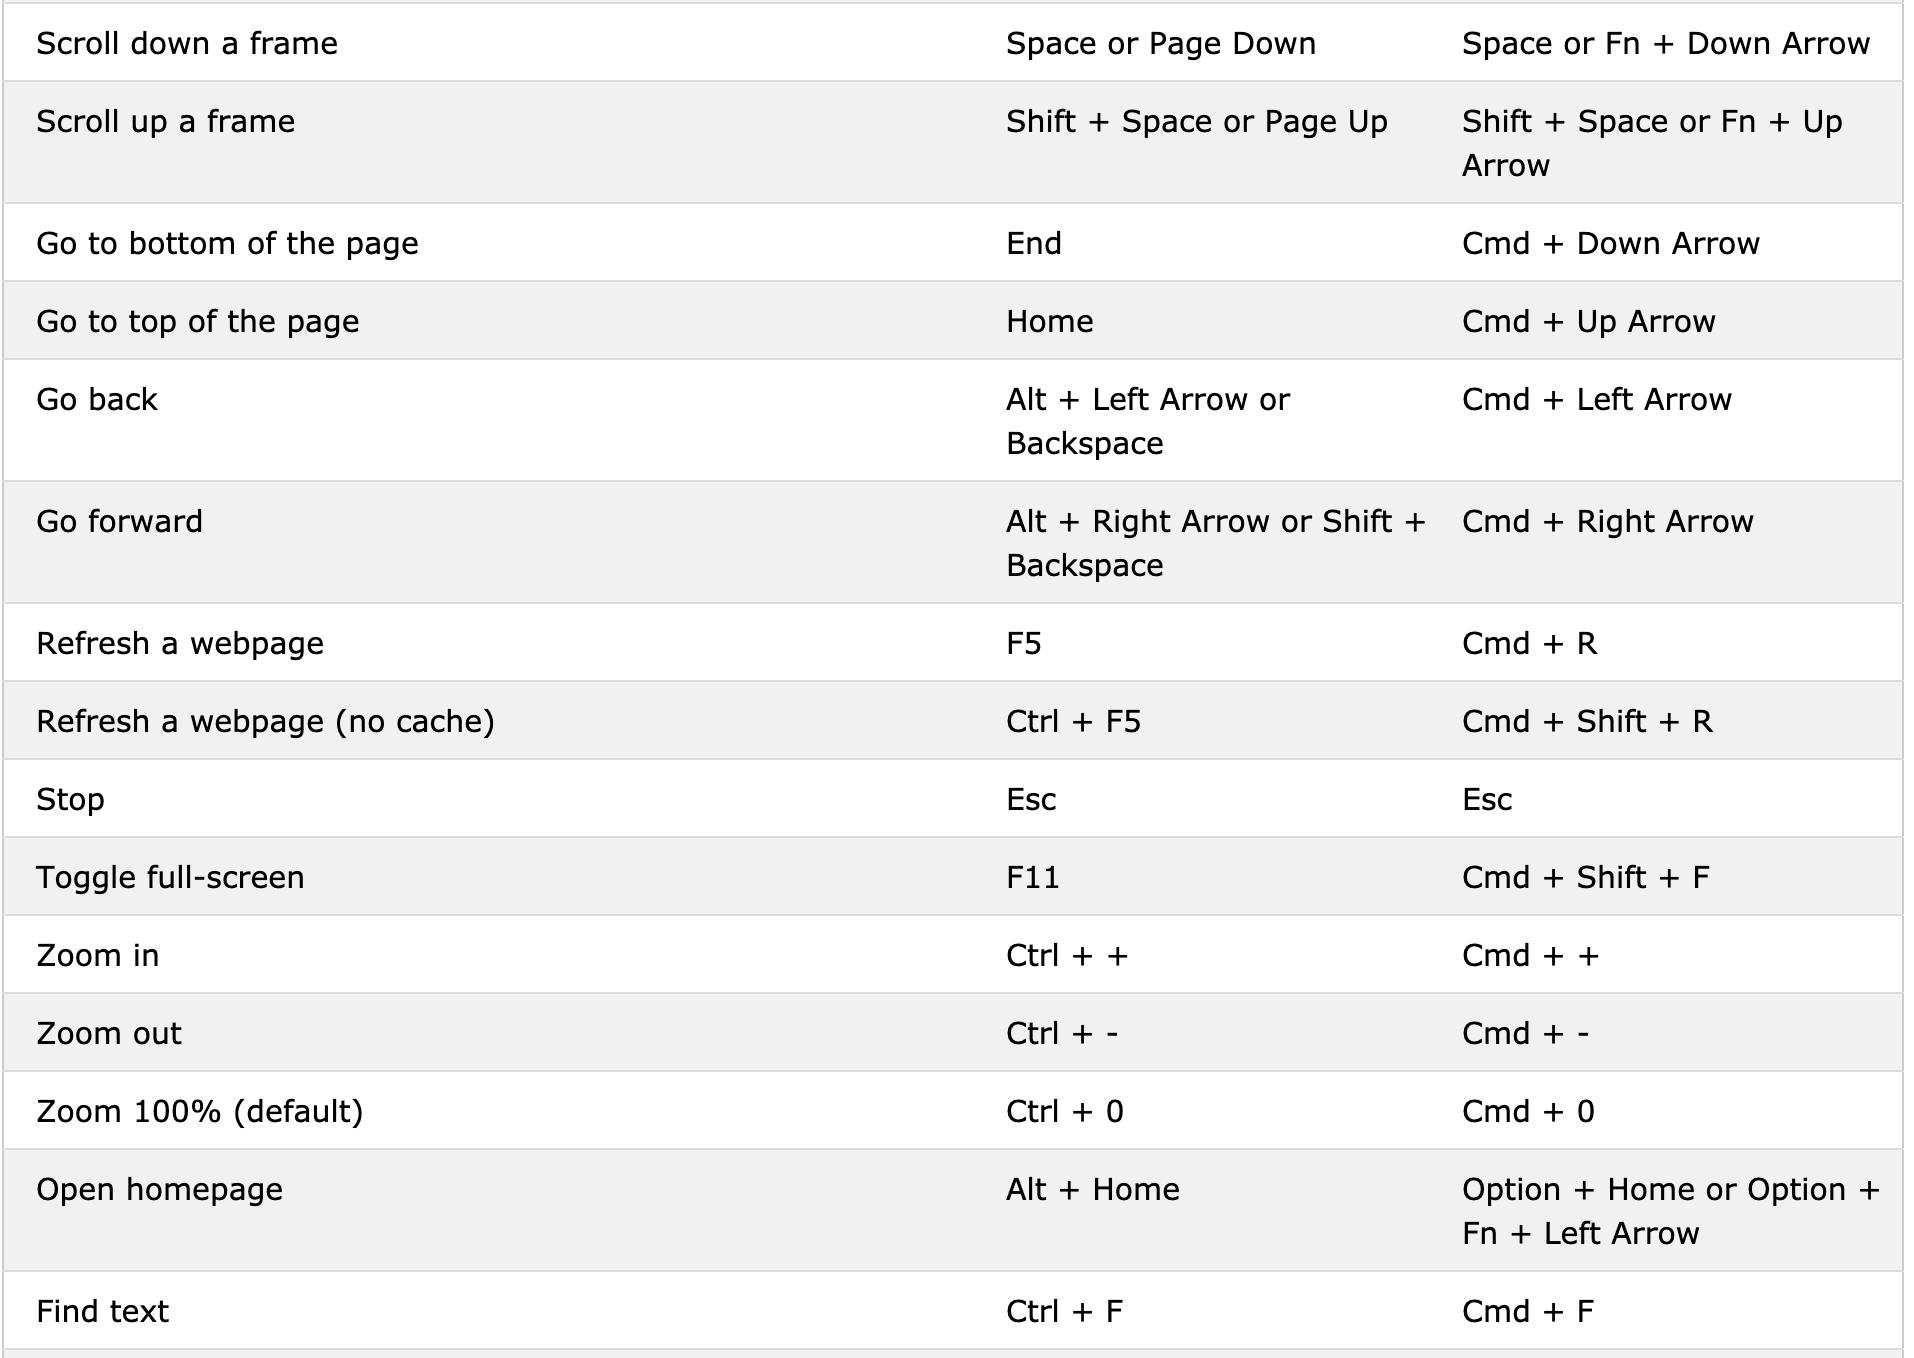 Scroll down a frame Space or Page Down Space or Fn + Down Arrow
Scroll up a frame Shift + Space or Page Up Shift + Space or Fn + Up
Arrow
Go to bottom of the page End Cmd + Down Arrow
Go to top of the page Home Cmd + Up Arrow
Go back Alt + Left Arrow or Cmd + Left Arrow
Backspace
Go forward Alt + Right Arrow or Shift + Cmd + Right Arrow
Backspace
Refresh a webpage F5 Cmd + R
Refresh a webpage (no cache) Ctrl + F5 Cmd + Shift + R
Stop Esc Esc
Toggle full-screen F11 Cmd + Shift + F
Zoom in Ctrl + + Cmd + +
Zoom out Ctrl + - Cmd + -
Zoom 100% (default) Ctrl + 0 Cmd + 0
Open homepage Alt + Home Option + Home or Option +
Fn + Left Arrow
Find text Ctrl + F Cmd + F